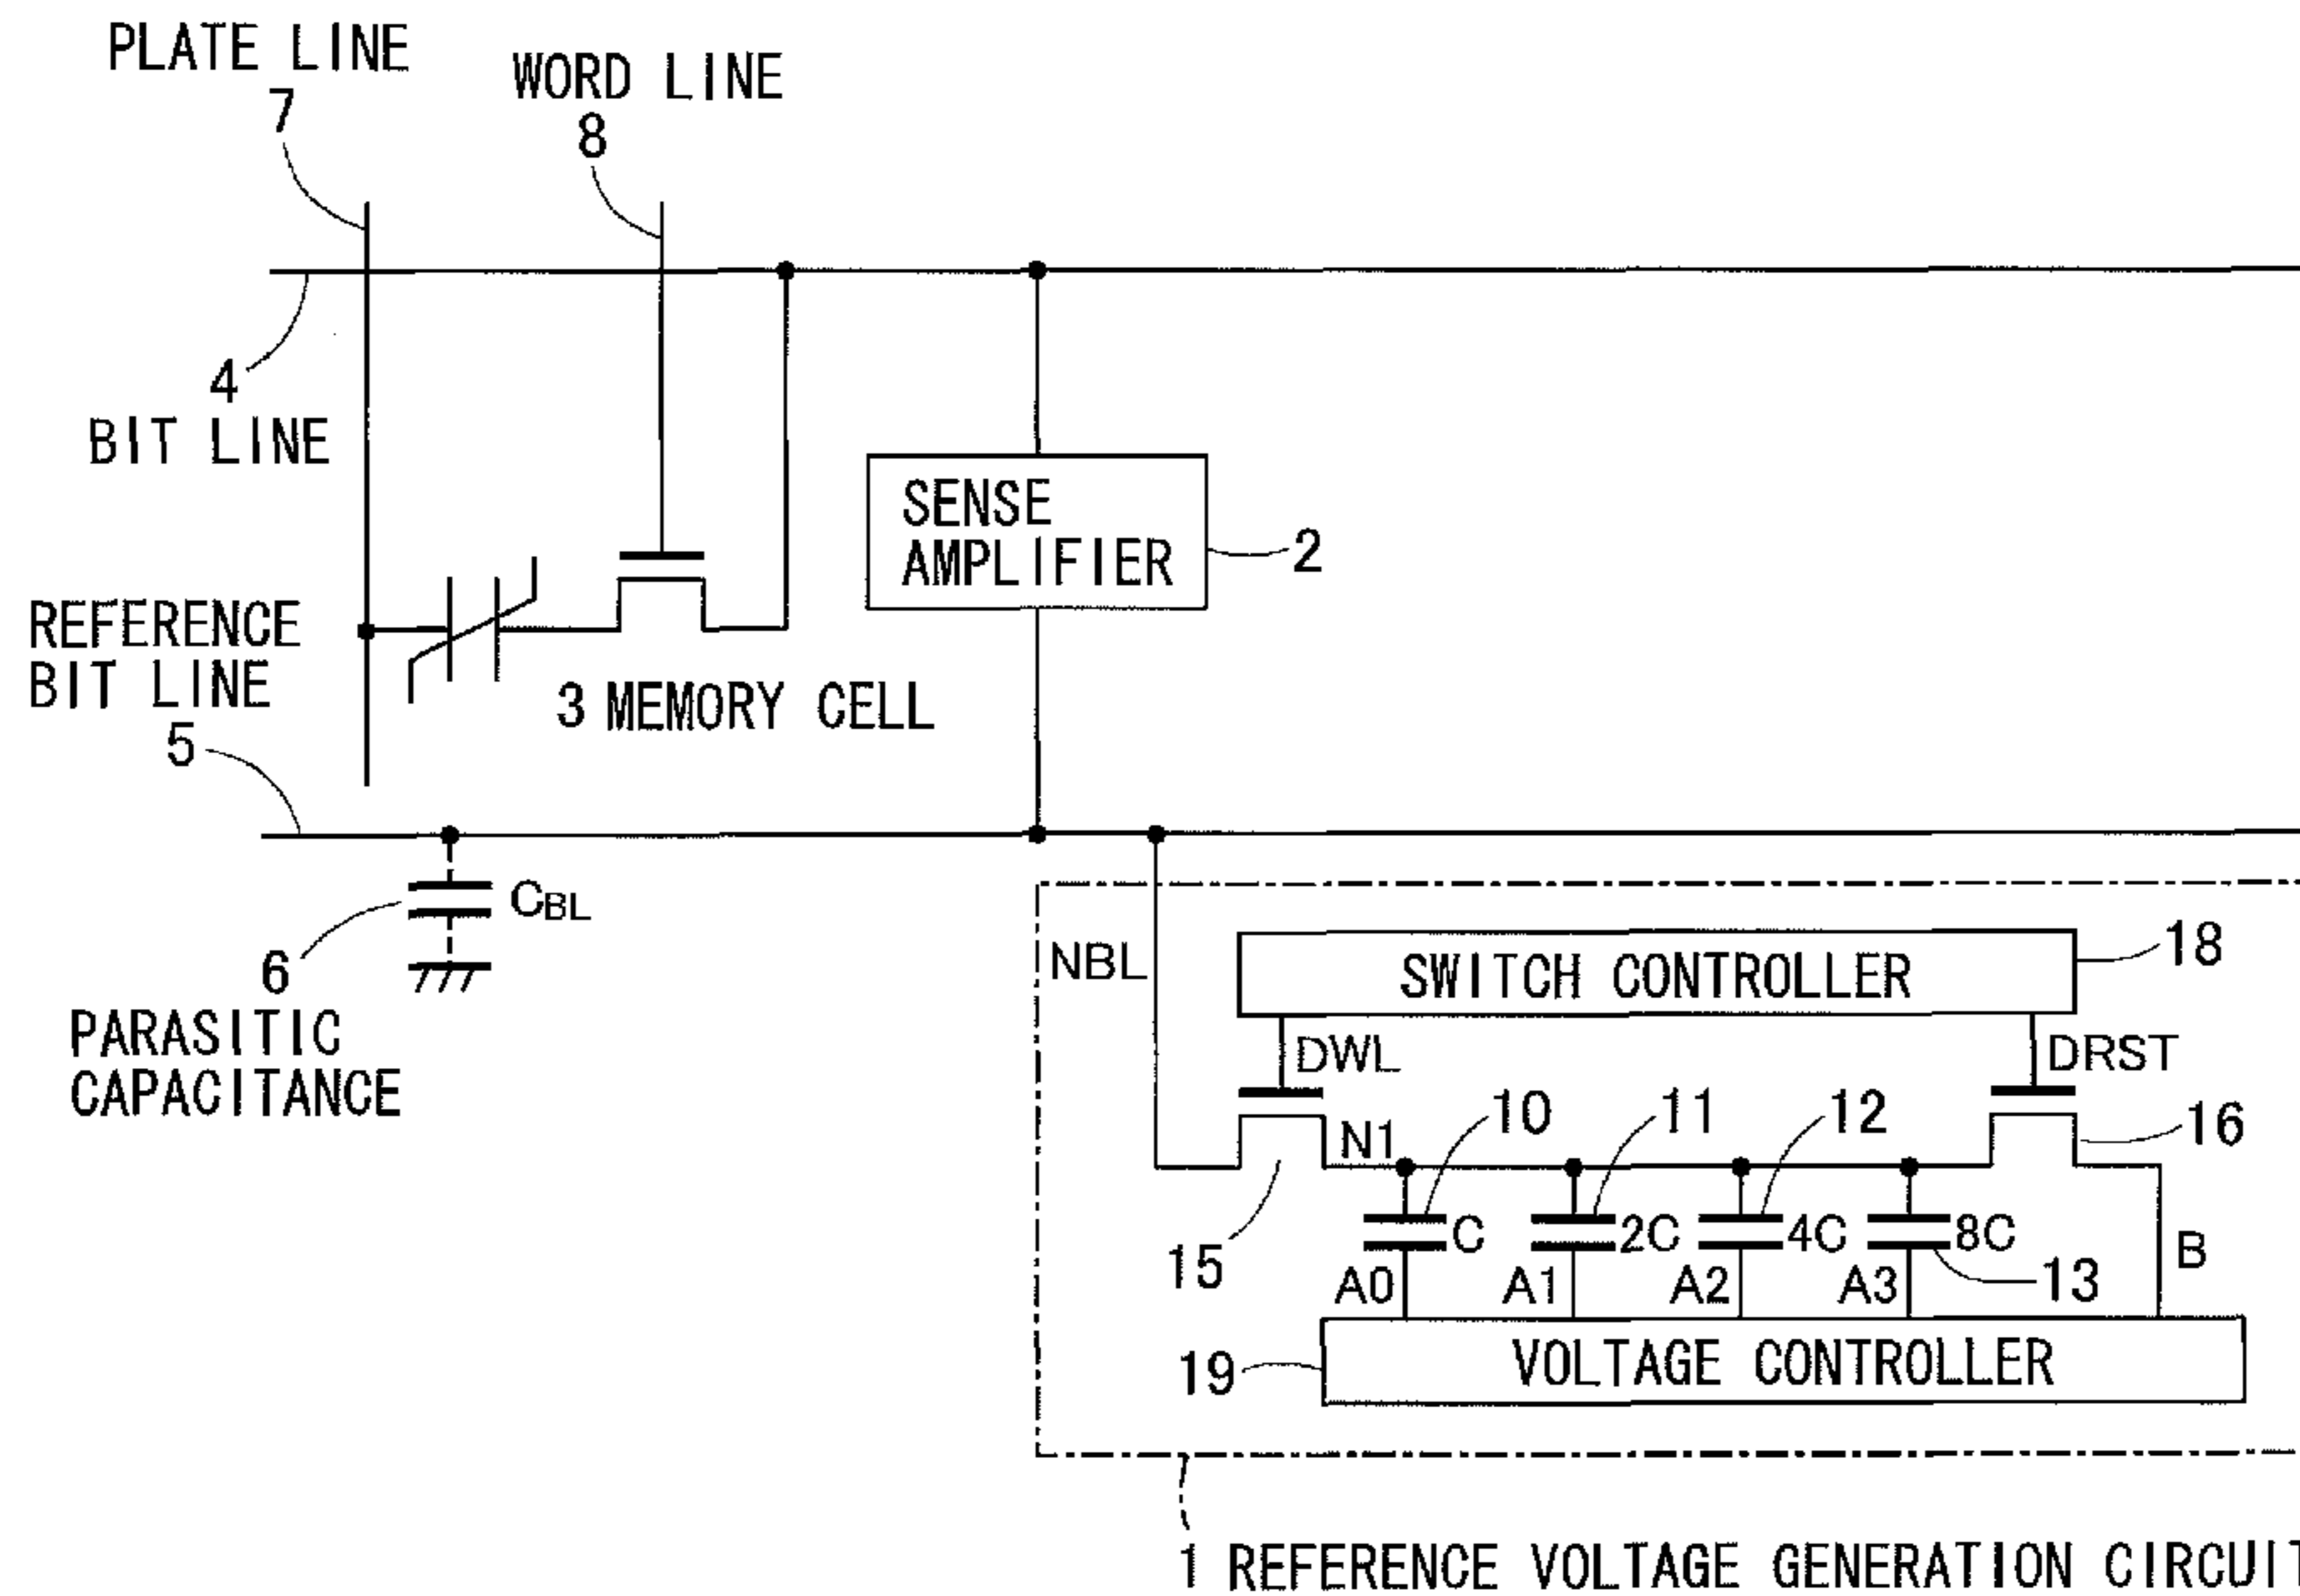 PLATE LINE
7
WORD LINE
8
4
BIT LINE
SENSE
AMPLIFIER
2
REFERENCE
BIT LINE
5
3 MEMORY CELL
CBL
6
PARASITIC
CAPACITANCE
NBL
SWITCH CONTROLLER
18
DWL
DRST
N1
10
11
12
16
15
C
2C
4C
8C
13
B
A0
A1
A2
A3
19
VOLTAGE CONTROLLER
1 REFERENCE VOLTAGE GENERATION CIRCUIT